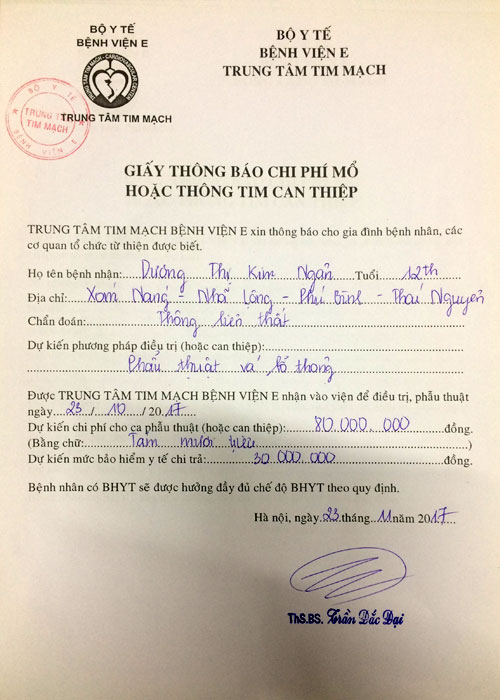 BỘ Y TẾ
BỆNH VIỆN E
TRUNG TÂM TIM MẠCH
BỘ Y TẾ
BỆNH VIỆN E
TRUNG TÂM TIM MẠCH
BỘ Y TẾ
TRUNG TÂM
TIM MẠCH
BỆNH VIỆN E
GIẤY THÔNG BÁO CHI PHÍ MỔ
HOẶC THÔNG TIM CAN THIỆP
TRUNG TÂM TIM MẠCH BỆNH VIỆN E xin thông báo cho gia đình bệnh nhân, các
cơ quan tổ chức từ thiện được biết.
Họ tên bệnh nhân: Dương Thị Kim Ngân Tuổi 12th
Địa chỉ: Xóm Náng - Nhã Lộng - Phú Bình - Thái Nguyên
Chẩn đoán: Thông liên thất
Dự kiến phương pháp điều trị (hoặc can thiệp):
Phẫu thuật vá lỗ thông
Được TRUNG TÂM TIM MẠCH BỆNH VIỆN E nhận vào viện để điều trị, phẫu thuật
ngày 23 / 10 / 2017
Dự kiến chi phí cho ca phẫu thuật (hoặc can thiệp): 80.000.000 đồng.
(Bằng chữ: Tám mươi triệu )
Dự kiến mức bảo hiểm y tế chi trả: 30.000.000 đồng.
Bệnh nhân có BHYT sẽ được hưởng đầy đủ chế độ BHYT theo quy định.
Hà nội, ngày 23 tháng 11 năm 2017
ThS.BS. Trần Đắc Đại